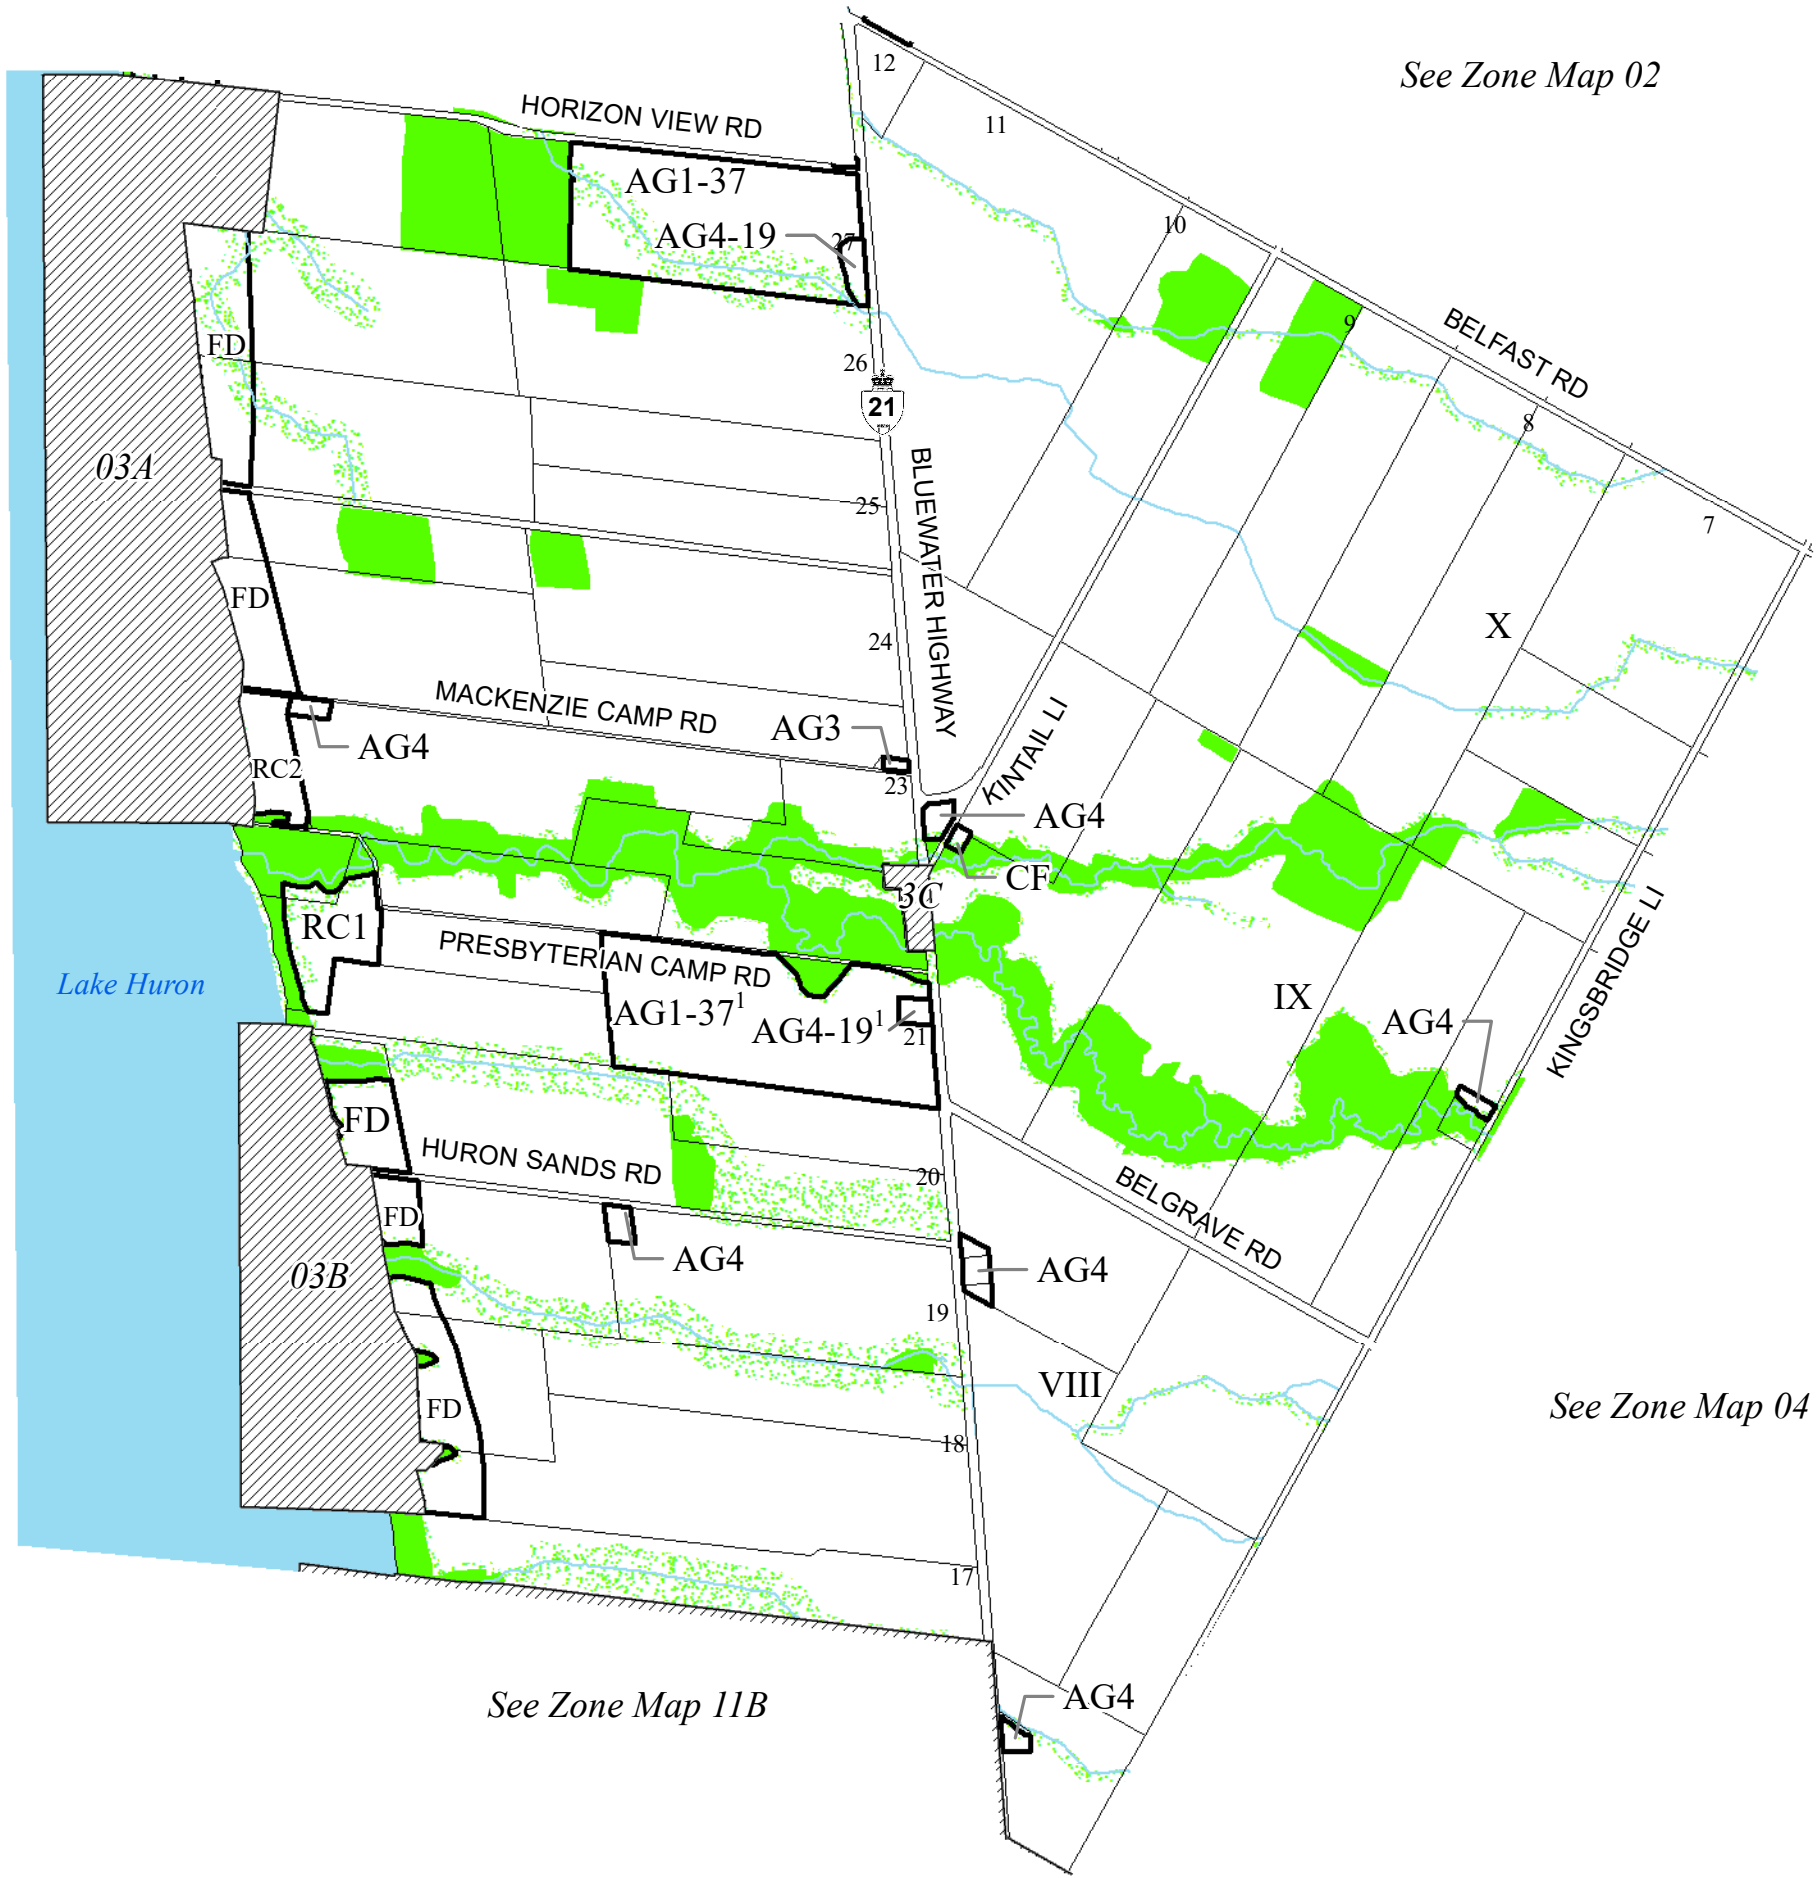 12
See Zone Map 02
HORIZON VIEW RD
11
AG1-37
10
AG4-19
27
9
BELFAST RD
FD
26
21
8
03A
BLUEWATER HIGHWAY
25
7
FD
24
X
MACKENZIE CAMP RD
AG3
KINTAIL LI
AG4
RC2
23
AG4
CF
3C
RC1
PRESBYTERIAN CAMP RD
KINGSBRIDGE LI
Lake Huron
IX
AG1-37¹
AG4-19¹
AG4
21
FD
HURON SANDS RD
20
BELGRAVE RD
FD
AG4
AG4
03B
19
VIII
FD
See Zone Map 04
18
17
See Zone Map 11B
AG4